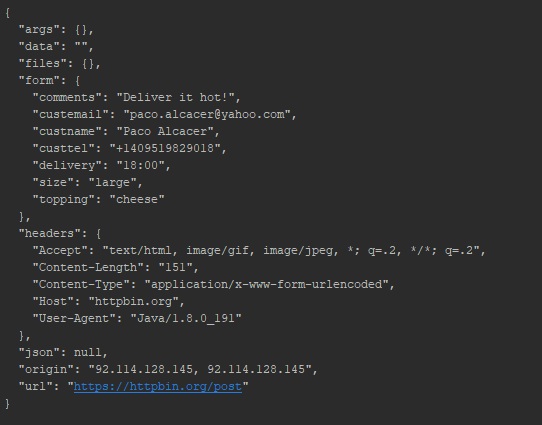 {
  "args": {},
  "data": "",
  "files": {},
  "form": {
    "comments": "Deliver it hot!",
    "custemail": "paco.alcacer@yahoo.com",
    "custname": "Paco Alcacer",
    "custtel": "+1409519829018",
    "delivery": "18:00",
    "size": "large",
    "topping": "cheese"
  },
  "headers": {
    "Accept": "text/html, image/gif, image/jpeg, *; q=.2, */*; q=.2",
    "Content-Length": "151",
    "Content-Type": "application/x-www-form-urlencoded",
    "Host": "httpbin.org",
    "User-Agent": "Java/1.8.0_191"
  },
  "json": null,
  "origin": "92.114.128.145, 92.114.128.145",
  "url": "https://httpbin.org/post"
}